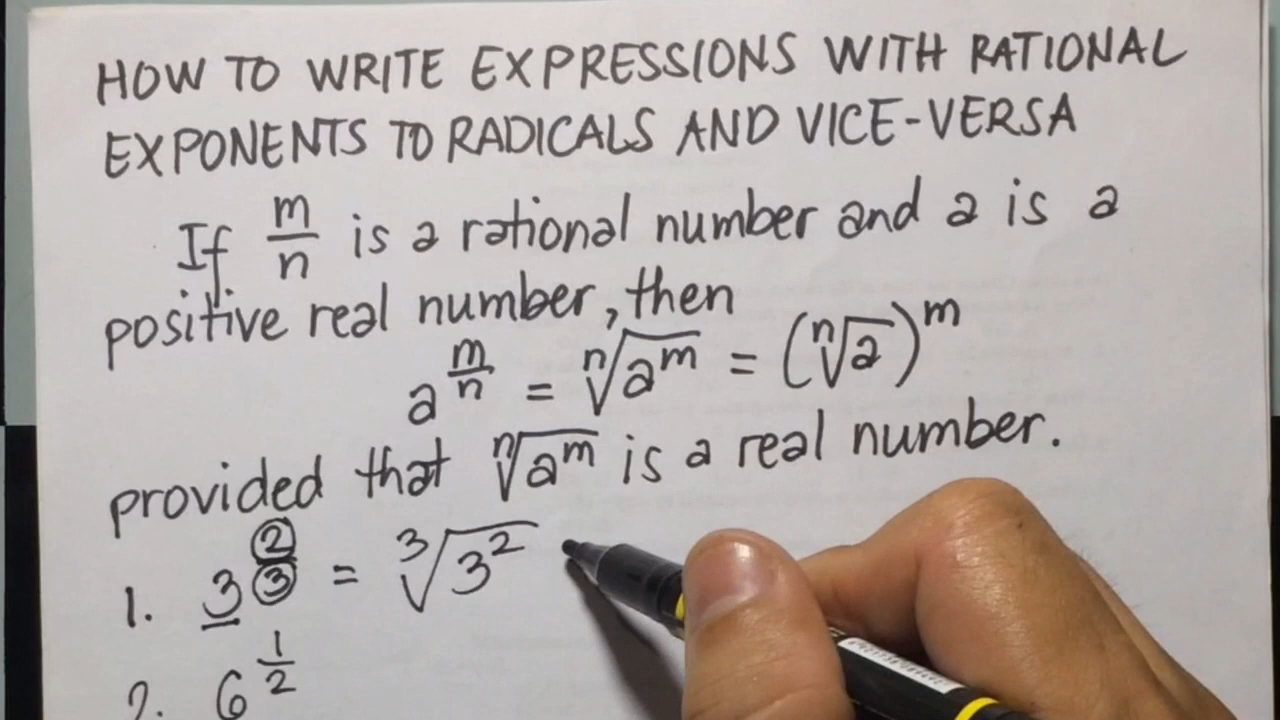 HOW TO WRITE EXPRESSIONS WITH RATIONAL
EXPONENTS TO RADICALS AND VICE-VERSA
If m/n is a rational number and a is a
positive real number, then
a^(m/n) = ⁿ√(a^m) = (ⁿ√a)^m
provided that ⁿ√(a^m) is a real number.
1. 3^(2/3) = ³√(3²)
2. 6^(1/2)